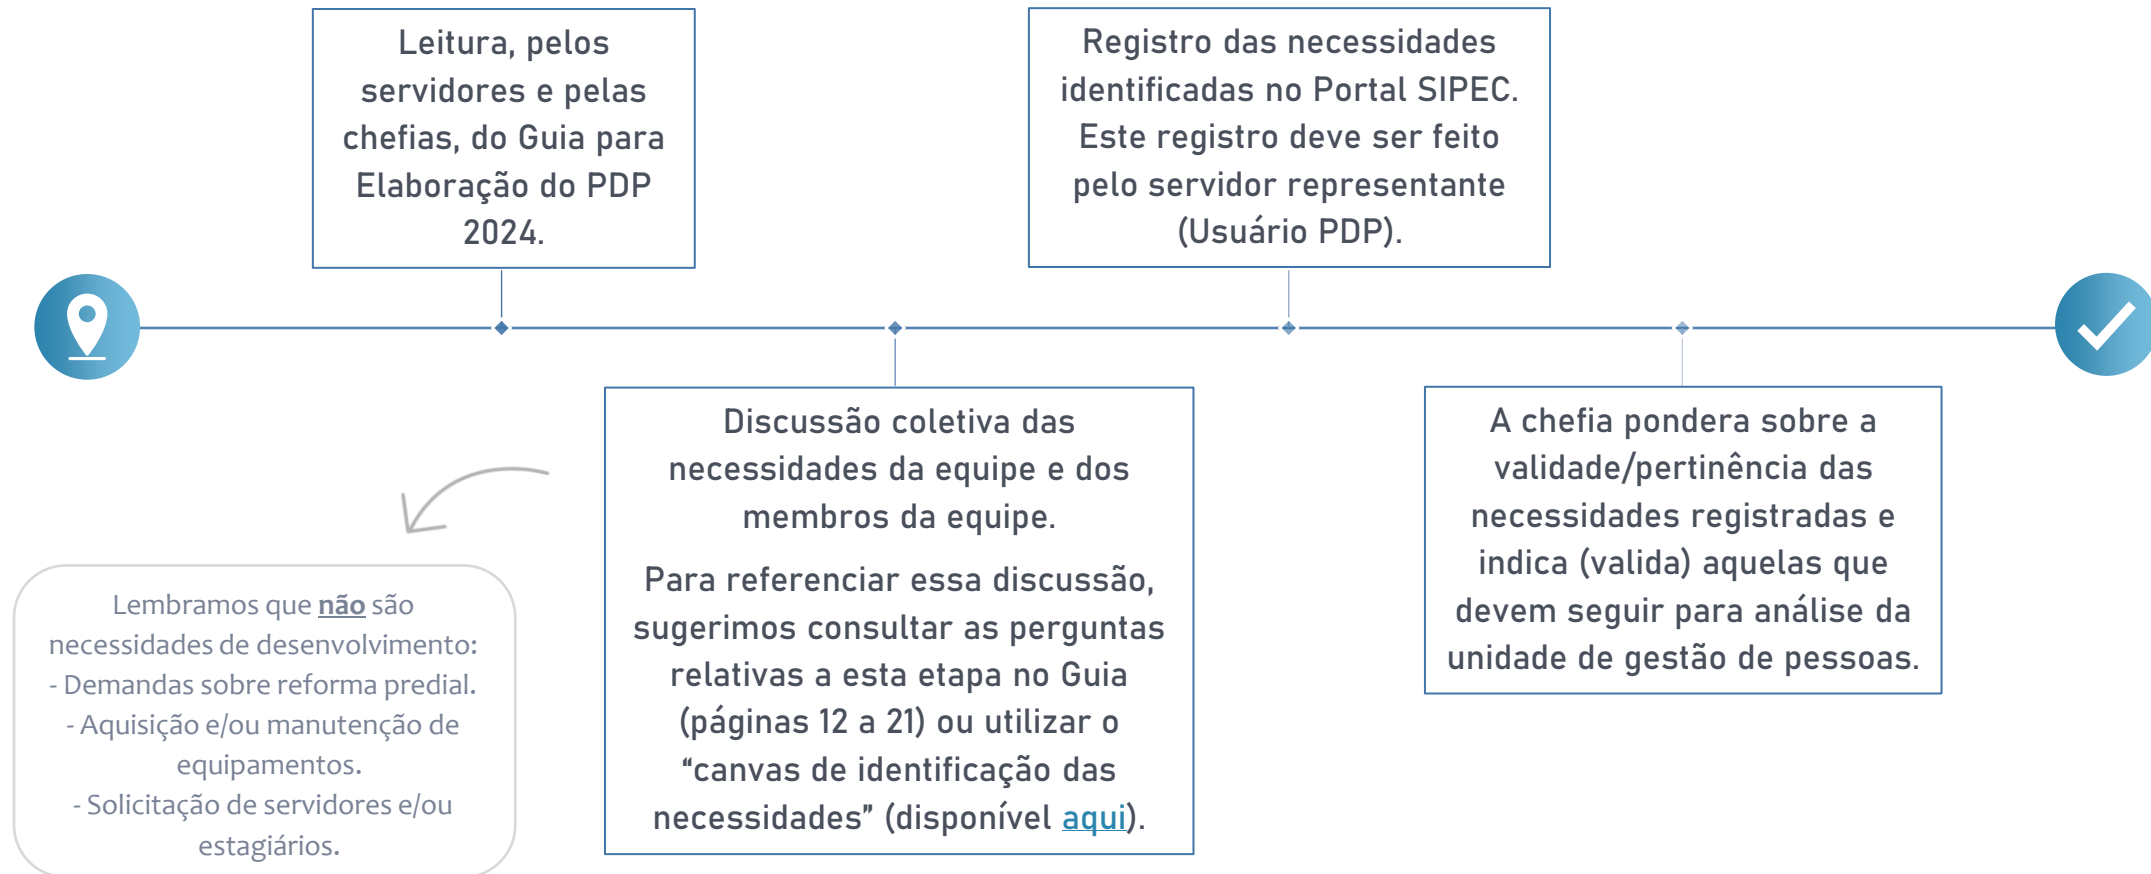 Leitura, pelos
servidores e pelas
chefias, do Guia para
Elaboração do PDP
2024.
Discussão coletiva das
necessidades da equipe e dos
membros da equipe.
Para referenciar essa discussão,
sugerimos consultar as perguntas
relativas a esta etapa no Guia
(páginas 12 a 21) ou utilizar o
“canvas de identificação das
necessidades” (disponível aqui).
Lembramos que não são
necessidades de desenvolvimento:
- Demandas sobre reforma predial.
- Aquisição e/ou manutenção de
equipamentos.
- Solicitação de servidores e/ou
estagiários.
Registro das necessidades
identificadas no Portal SIPEC.
Este registro deve ser feito
pelo servidor representante
(Usuário PDP).
A chefia pondera sobre a
validade/pertinência das
necessidades registradas e
indica (valida) aquelas que
devem seguir para análise da
unidade de gestão de pessoas.